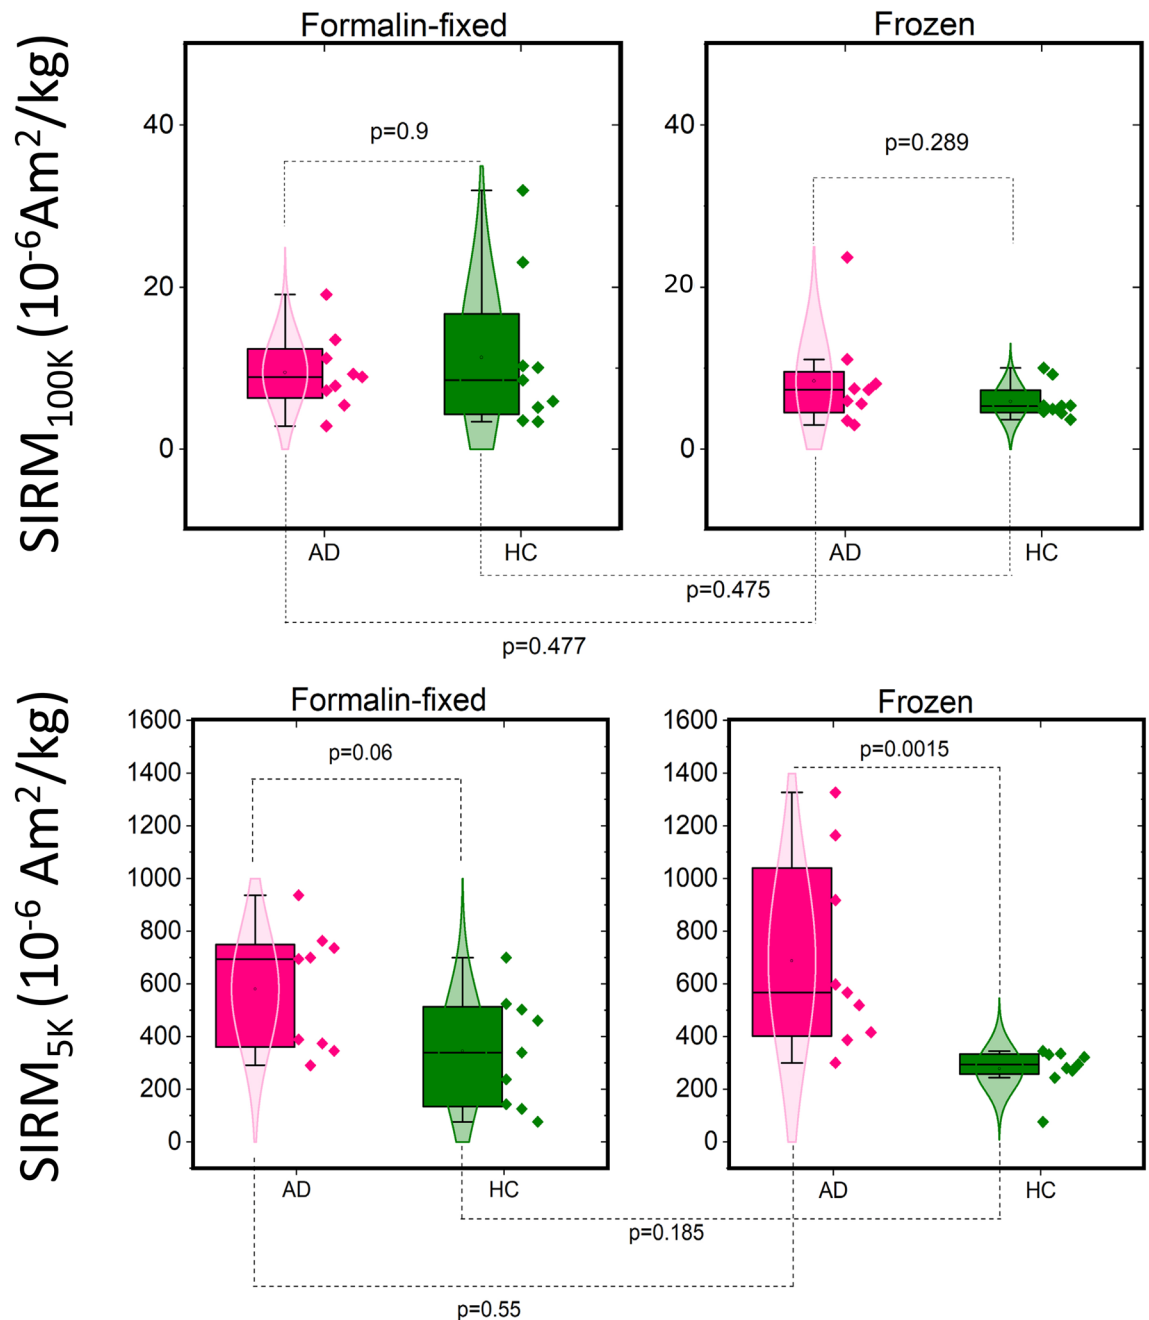 Formalin-fixed
Frozen
SIRM100K (10-6Am2/kg)
40
20
0
p=0.9
AD
HC
40
20
0
p=0.289
AD
HC
p=0.475
p=0.477
Formalin-fixed
Frozen
SIRM5K (10-6 Am2/kg)
1600
1400
1200
1000
800
600
400
200
0
p=0.06
AD
HC
1600
1400
1200
1000
800
600
400
200
0
p=0.0015
AD
HC
p=0.185
p=0.55